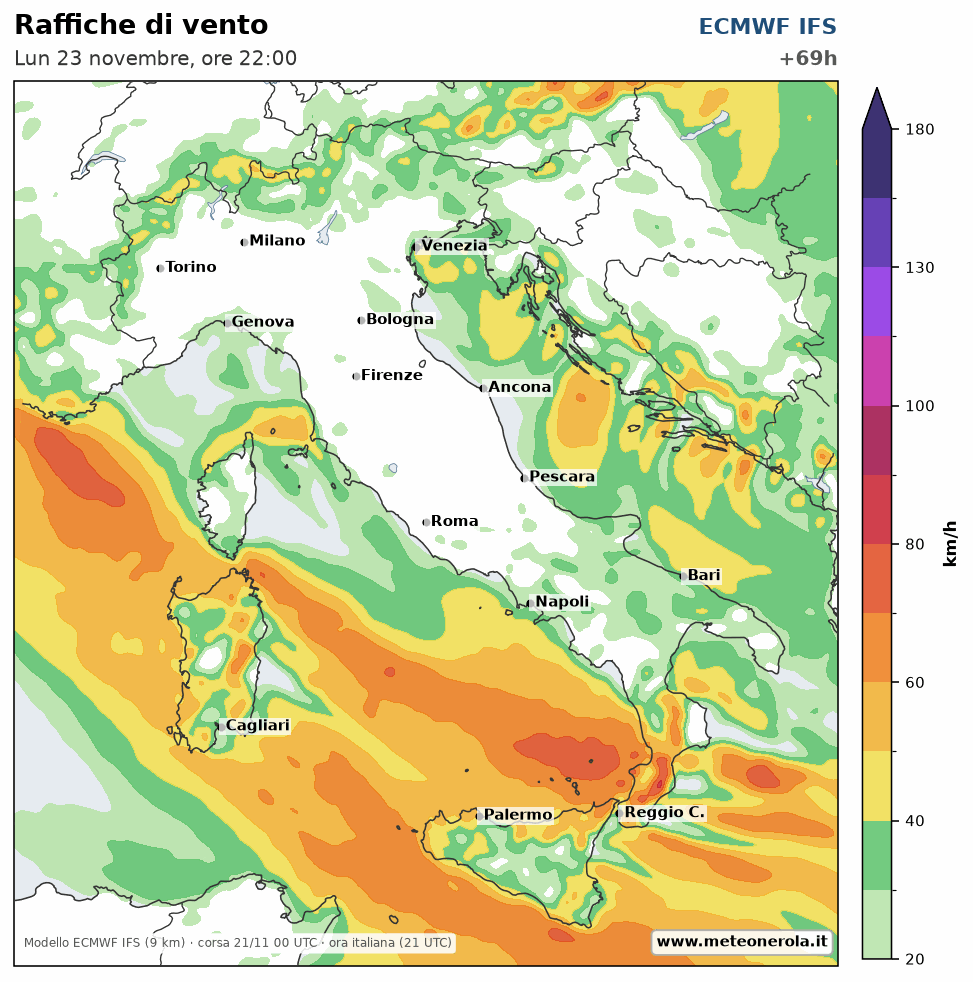 Raffiche di vento
ECMWF IFS
Lun 23 novembre, ore 22:00
+69h
Milano
Venezia
Torino
Genova
Bologna
Firenze
Ancona
Pescara
Roma
Bari
Napoli
Cagliari
Palermo
Reggio C.
180
130
100
80
60
40
20
km/h
Modello ECMWF IFS (9 km) · corsa 21/11 00 UTC · ora italiana (21 UTC)
www.meteonerola.it